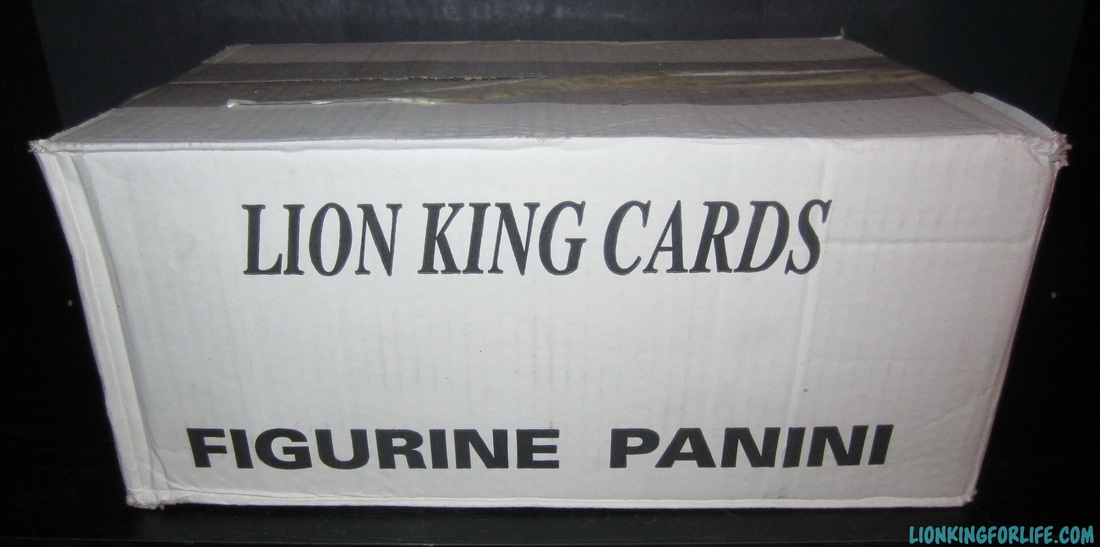 LION KING CARDS
FIGURINE PANINI
LIONKINGFORLIFE.COM